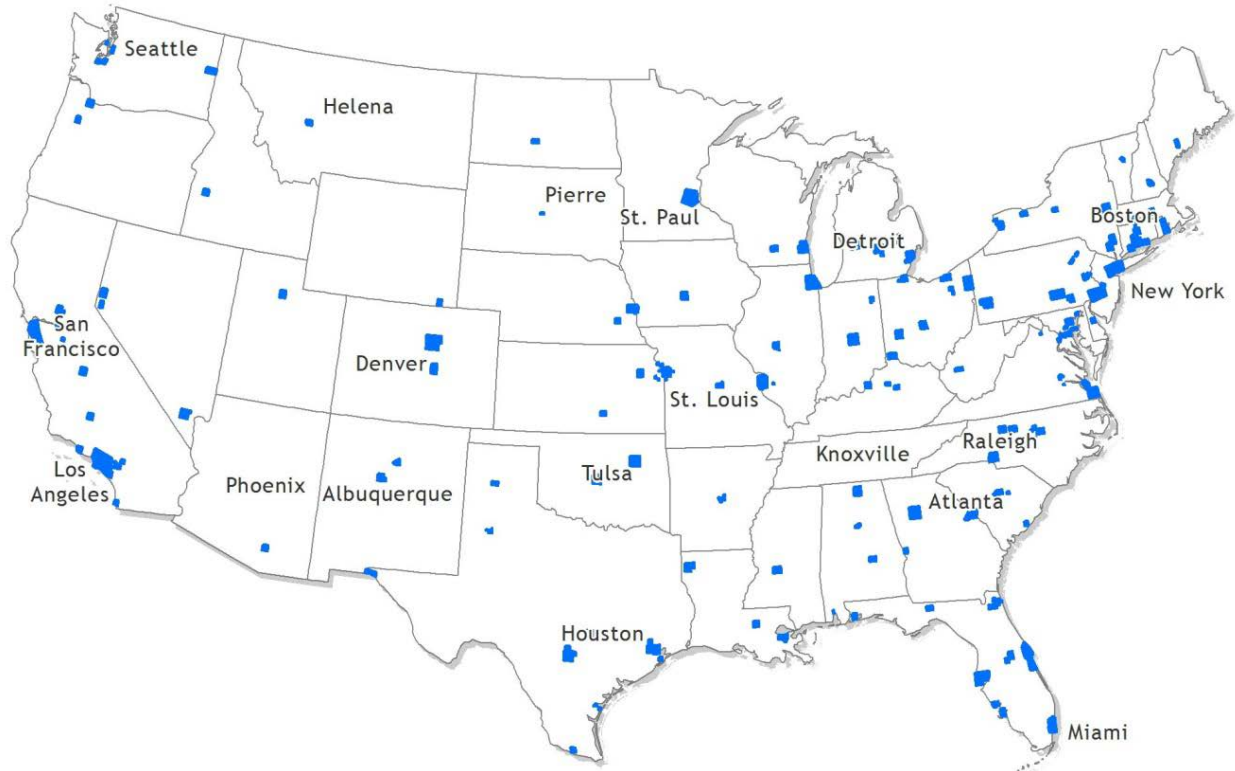 Seattle
Helena
Pierre
St. Paul
Boston
Detroit
New York
San
Francisco
Denver
St. Louis
Raleigh
Knoxville
Los
Angeles
Phoenix
Albuquerque
Tulsa
Atlanta
Houston
Miami